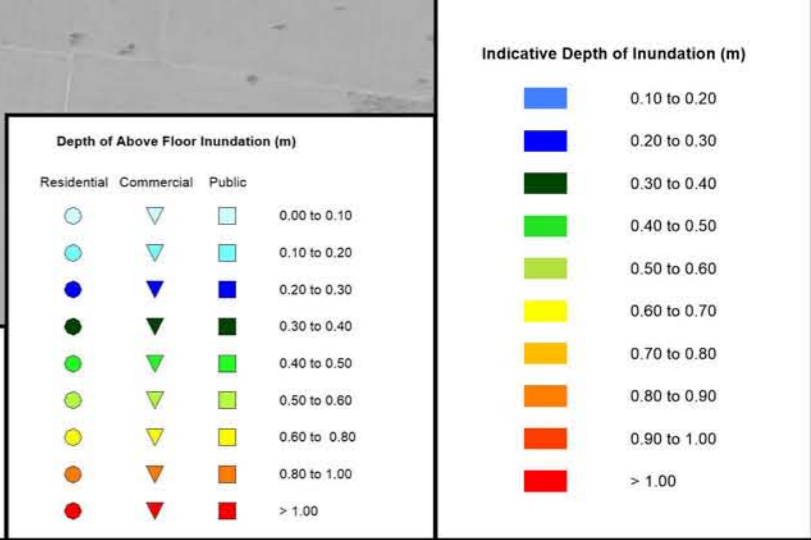 Depth of Above Floor Inundation (m)
Residential Commercial Public
0.00 to 0.10
0.10 to 0.20
0.20 to 0.30
0.30 to 0.40
0.40 to 0.50
0.50 to 0.60
0.60 to 0.80
0.80 to 1.00
> 1.00
Indicative Depth of Inundation (m)
0.10 to 0.20
0.20 to 0.30
0.30 to 0.40
0.40 to 0.50
0.50 to 0.60
0.60 to 0.70
0.70 to 0.80
0.80 to 0.90
0.90 to 1.00
> 1.00